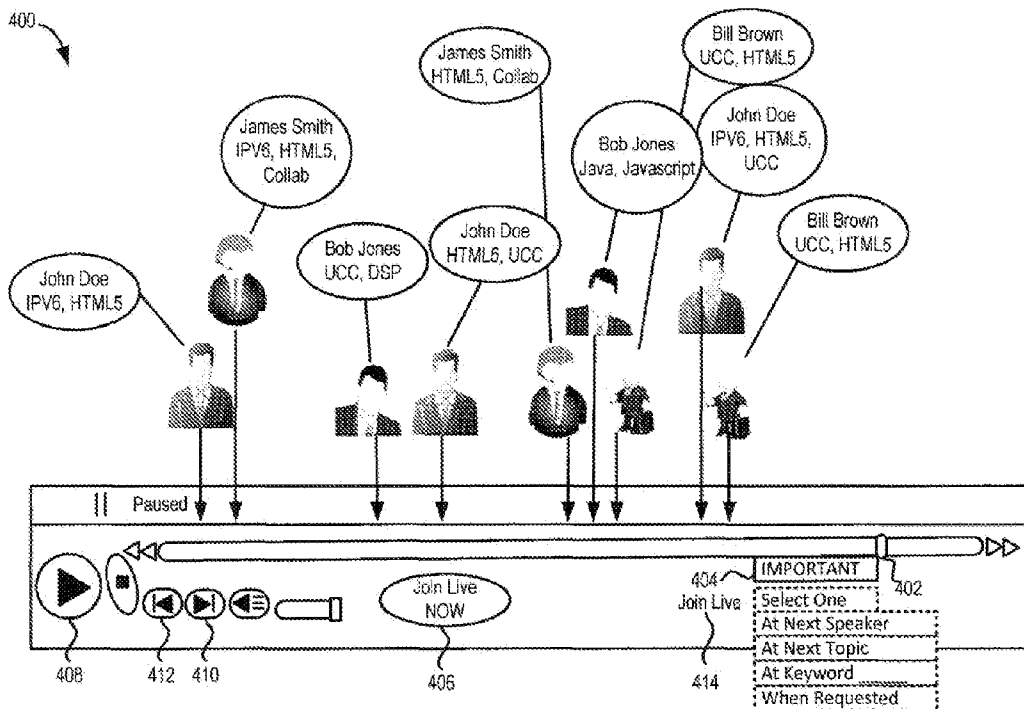 400
James Smith
HTML5, Collab
Bill Brown
UCC, HTML5
James Smith
IPV6, HTML5,
Collab
Bob Jones
Java, Javascript
John Doe
IPV6, HTML5,
UCC
John Doe
IPV6, HTML5
Bob Jones
UCC, DSP
John Doe
HTML5, UCC
Bill Brown
UCC, HTML5
Paused
Join Live
NOW
404
IMPORTANT
402
Join Live
Select One
At Next Speaker
At Next Topic
At Keyword ____
When Requested
408
412
410
406
414